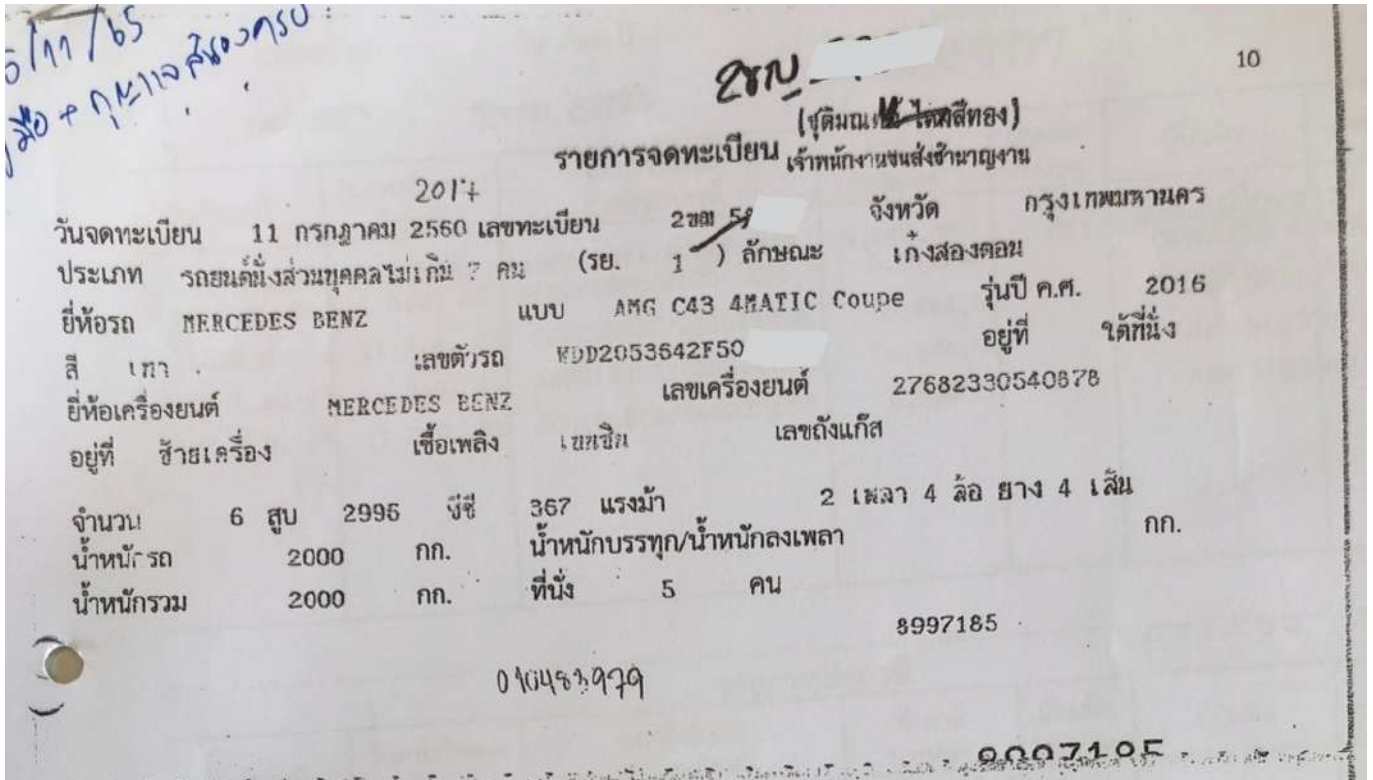 /11/65
10
(ชุติมณฑน์ ไหลสีทอง)
รายการจดทะเบียน เจ้าพนักงานขนส่งชำนาญงาน
2017
วันจดทะเบียน 11 กรกฎาคม 2560 เลขทะเบียน 2ขฌ 5 จังหวัด กรุงเทพมหานคร
ประเภท รถยนต์นั่งส่วนบุคคลไม่เกิน 7 คน (รย. 1 ) ลักษณะ เก๋งสองตอน
ยี่ห้อรถ MERCEDES BENZ แบบ AMG C43 4MATIC Coupe รุ่นปี ค.ศ. 2016
สี เทา เลขตัวรถ WDD2053642F50 อยู่ที่ ใต้ที่นั่ง
ยี่ห้อเครื่องยนต์ MERCEDES BENZ เลขเครื่องยนต์ 27682330540878
อยู่ที่ ซ้ายเครื่อง เชื้อเพลิง เบนซิน เลขถังแก๊ส
จำนวน 6 สูบ 2996 ซีซี 367 แรงม้า 2 เพลา 4 ล้อ ยาง 4 เส้น
น้ำหนักรถ 2000 กก. น้ำหนักบรรทุก/น้ำหนักลงเพลา กก.
น้ำหนักรวม 2000 กก. ที่นั่ง 5 คน
8997185
010483979
8997185